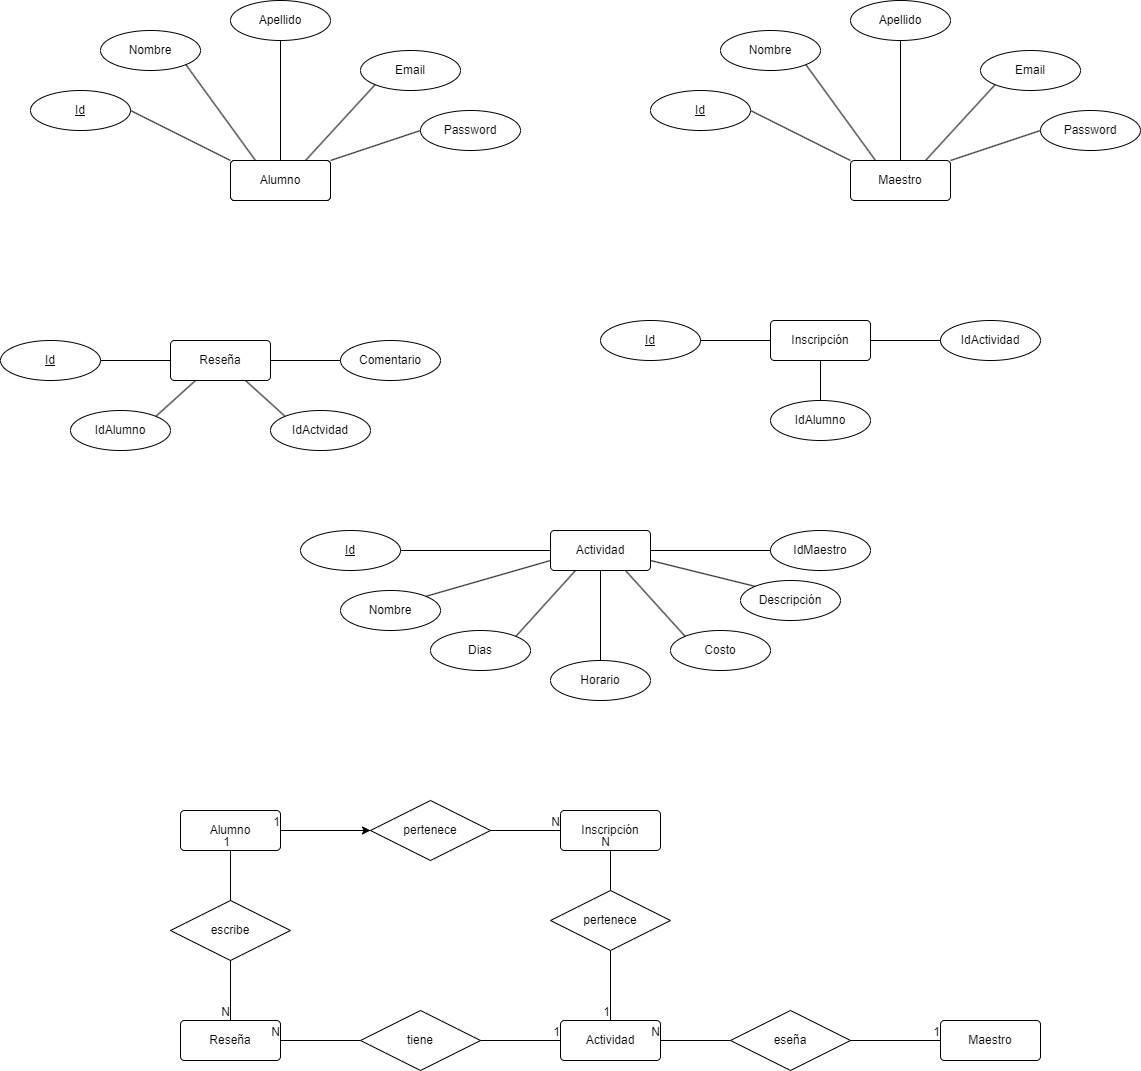 Apellido
Apellido
Nombre
Nombre
Email
Email
Id
Id
Password
Password
Alumno
Maestro
Id
Inscripción
IdActividad
Id
Reseña
Comentario
IdAlumno
IdAlumno
IdActvidad
Id
Actividad
IdMaestro
Nombre
Descripción
Dias
Costo
Horario
Alumno
1
pertenece
N
Inscripción
1
N
escribe
pertenece
N
1
Reseña
N
tiene
1
Actividad
N
eseña
1
Maestro